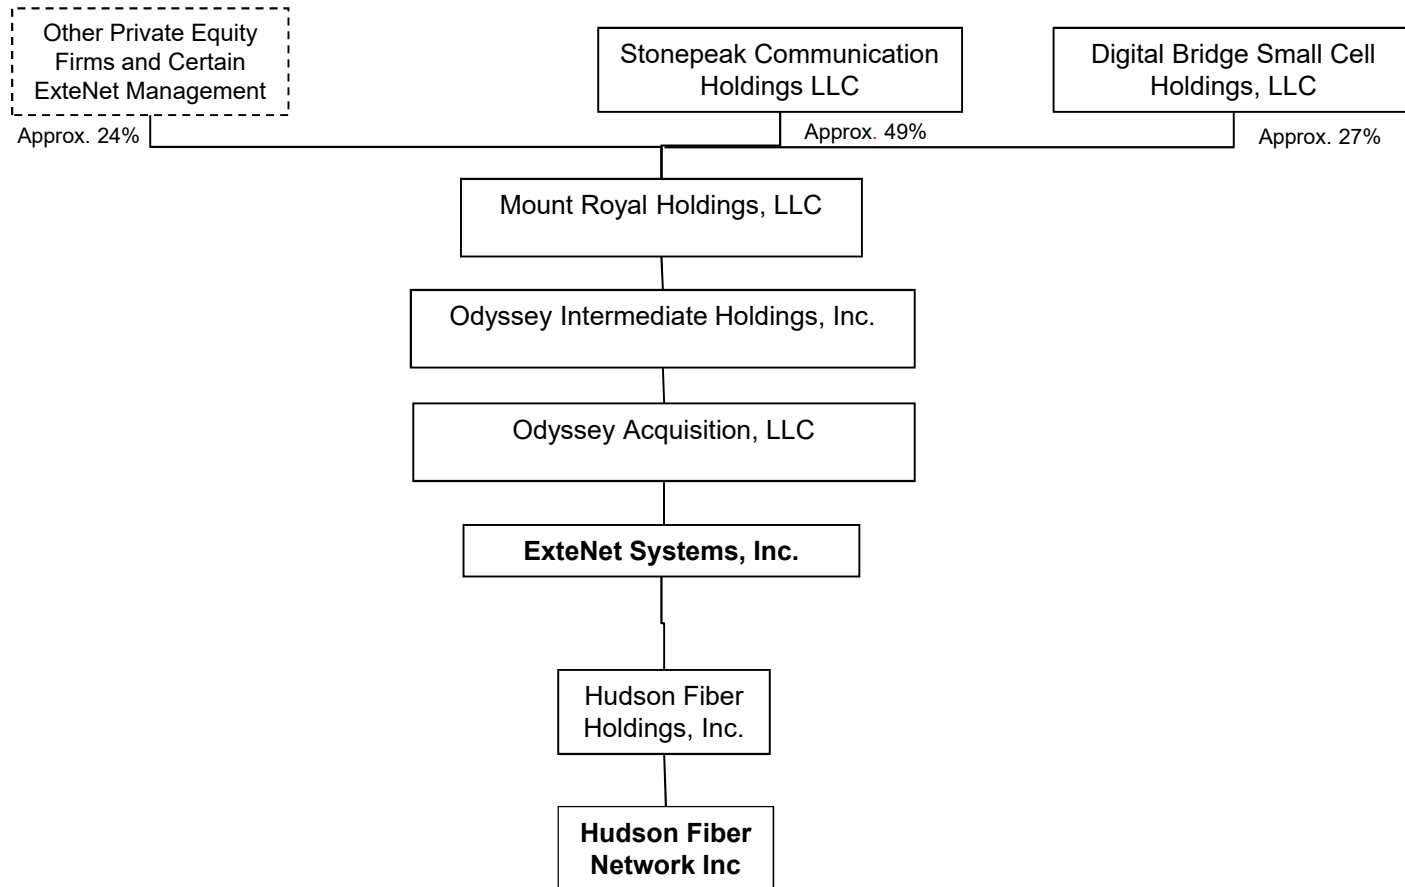 Other Private Equity
Firms and Certain
ExteNet Management
Stonepeak Communication
Holdings LLC
Digital Bridge Small Cell
Holdings, LLC
Approx. 24%
Approx. 49%
Approx. 27%
Mount Royal Holdings, LLC
Odyssey Intermediate Holdings, Inc.
Odyssey Acquisition, LLC
ExteNet Systems, Inc.
Hudson Fiber
Holdings, Inc.
Hudson Fiber
Network Inc